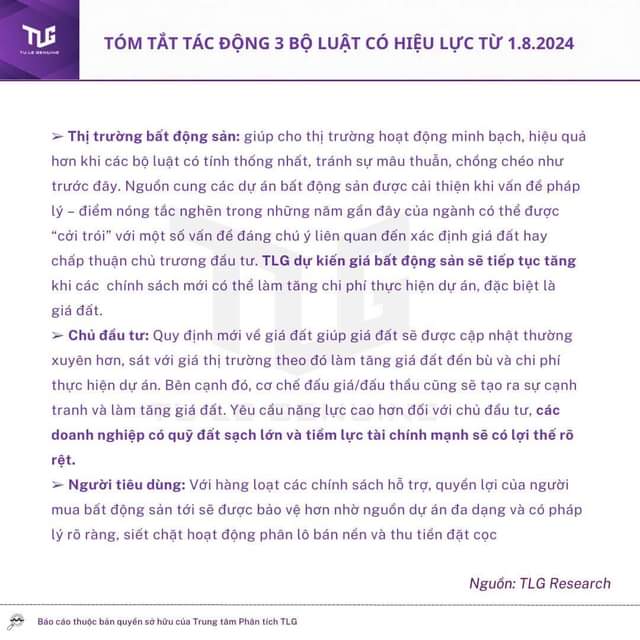 TLG
TU LE GENUINE
TÓM TẮT TÁC ĐỘNG 3 BỘ LUẬT CÓ HIỆU LỰC TỪ 1.8.2024
➢ Thị trường bất động sản: giúp cho thị trường hoạt động minh bạch, hiệu quả
hơn khi các bộ luật có tính thống nhất, tránh sự mâu thuẫn, chồng chéo như
trước đây. Nguồn cung các dự án bất động sản được cải thiện khi vấn đề pháp
lý – điểm nóng tắc nghẽn trong những năm gần đây của ngành có thể được
“cởi trói” với một số vấn đề đáng chú ý liên quan đến xác định giá đất hay
chấp thuận chủ trương đầu tư. TLG dự kiến giá bất động sản sẽ tiếp tục tăng
khi các chính sách mới có thể làm tăng chi phí thực hiện dự án, đặc biệt là
giá đất.
➢ Chủ đầu tư: Quy định mới về giá đất giúp giá đất sẽ được cập nhật thường
xuyên hơn, sát với giá thị trường theo đó làm tăng giá đất đền bù và chi phí
thực hiện dự án. Bên cạnh đó, cơ chế đấu giá/đấu thầu cũng sẽ tạo ra sự cạnh
tranh và làm tăng giá đất. Yêu cầu năng lực cao hơn đối với chủ đầu tư, các
doanh nghiệp có quỹ đất sạch lớn và tiềm lực tài chính mạnh sẽ có lợi thế rõ
rệt.
➢ Người tiêu dùng: Với hàng loạt các chính sách hỗ trợ, quyền lợi của người
mua bất động sản tới sẽ được bảo vệ hơn nhờ nguồn dự án đa dạng và có pháp
lý rõ ràng, siết chặt hoạt động phân lô bán nền và thu tiền đặt cọc
Nguồn: TLG Research
Báo cáo thuộc bản quyền sở hữu của Trung tâm Phân tích TLG